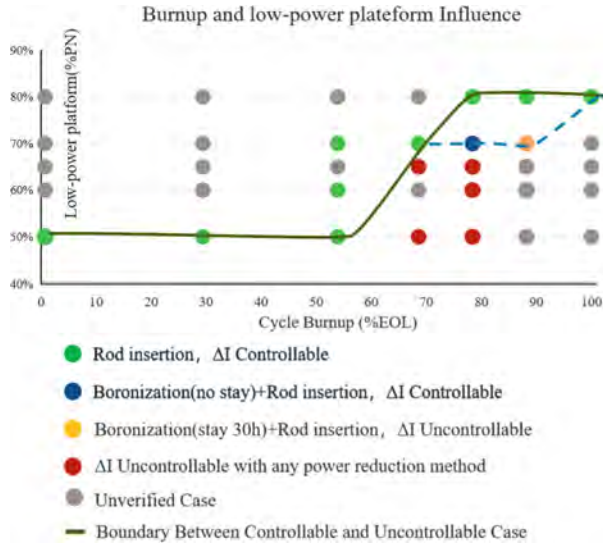 Burnup and low-power plateform Influence
Low-power platform(%PN)
90%
80%
70%
60%
50%
40%
0 10 20 30 40 50 60 70 80 90 100
Cycle Burnup (%EOL)
Rod insertion, ΔI Controllable
Boronization(no stay)+Rod insertion, ΔI Controllable
Boronization(stay 30h)+Rod insertion, ΔI Uncontrollable
ΔI Uncontrollable with any power reduction method
Unverified Case
Boundary Between Controllable and Uncontrollable Case